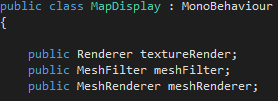 public class MapDisplay : MonoBehaviour
{
public Renderer textureRender;
public MeshFilter meshFilter;
public MeshRenderer meshRenderer;